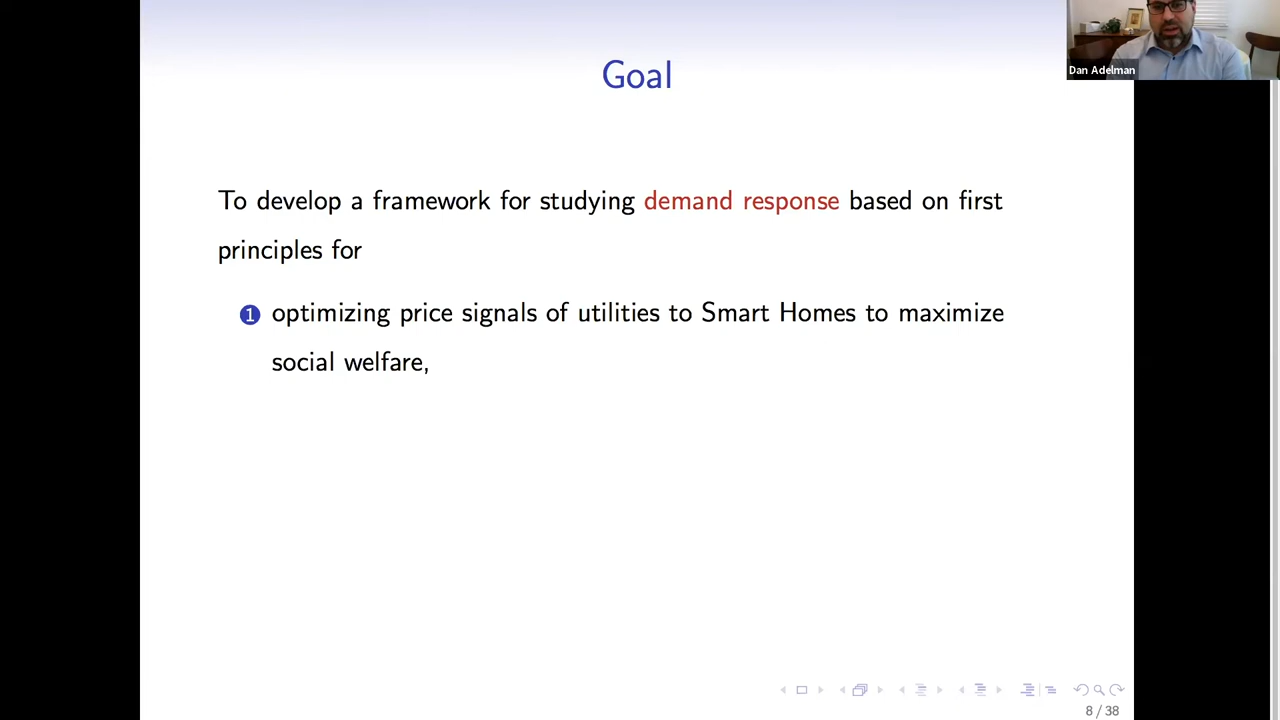 Goal
Dan Adelman
To develop a framework for studying demand response based on first
principles for
1 optimizing price signals of utilities to Smart Homes to maximize
social welfare,
8 / 38